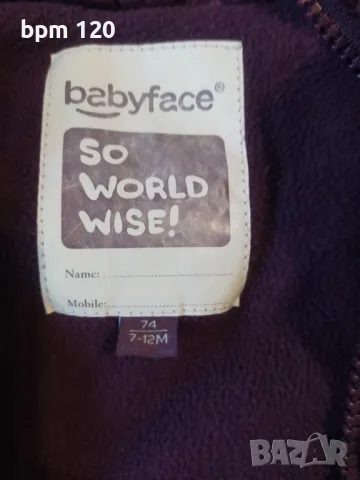 bpm 120
babyface®
SO
WORLD
WISE!
Name:
Mobile:
74
7-12M
BAZAR